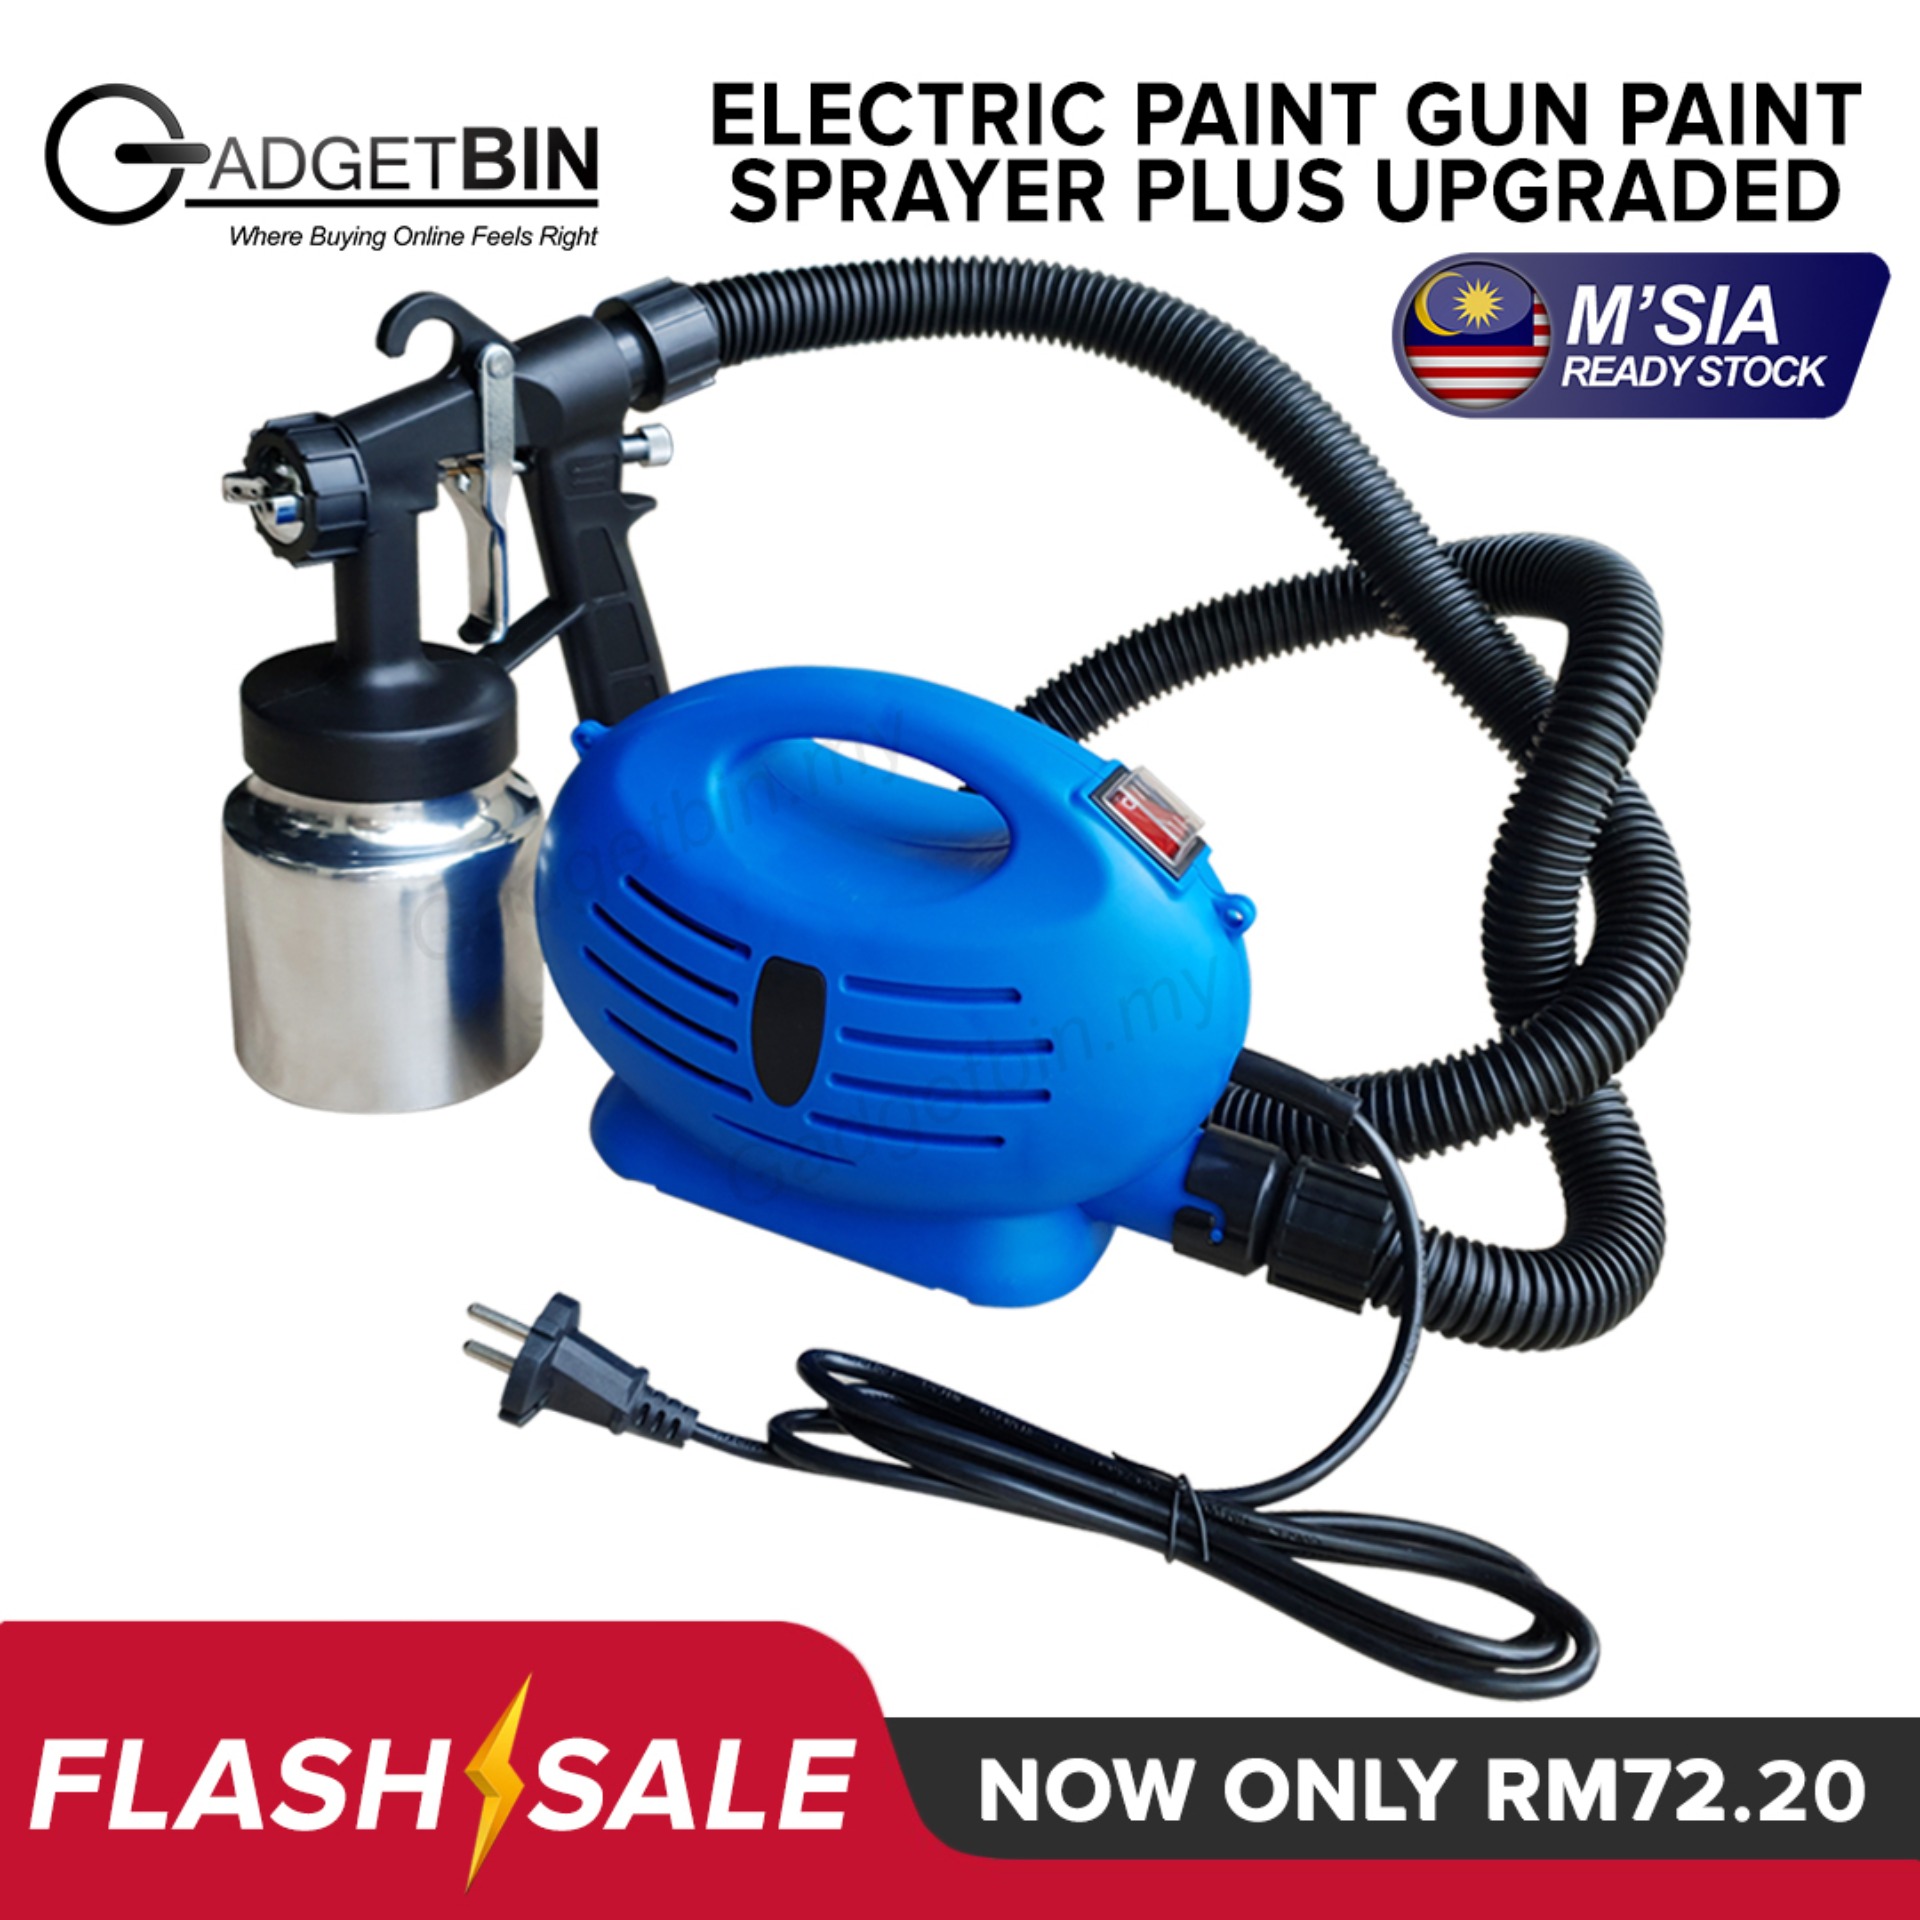 GADGETBIN
Where Buying Online Feels Right
ELECTRIC PAINT GUN PAINT
SPRAYER PLUS UPGRADED
M'SIA
READY STOCK
FLASH SALE
NOW ONLY RM72.20